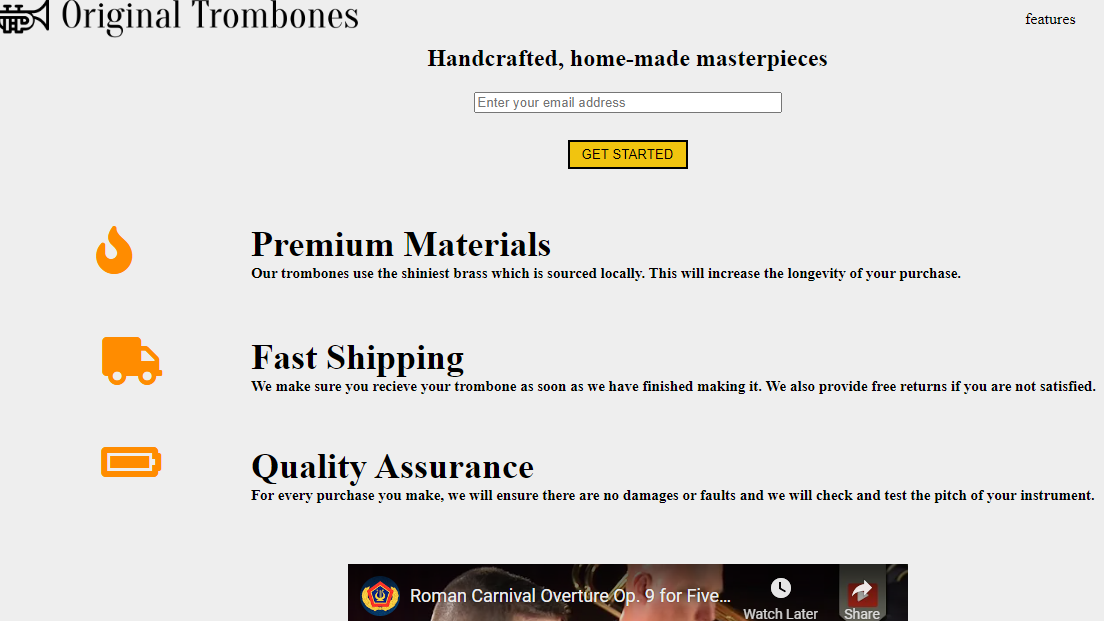 Original Trombones
features
Handcrafted, home-made masterpieces
Enter your email address
GET STARTED
Premium Materials
Our trombones use the shiniest brass which is sourced locally. This will increase the longevity of your purchase.
Fast Shipping
We make sure you recieve your trombone as soon as we have finished making it. We also provide free returns if you are not satisfied.
Quality Assurance
For every purchase you make, we will ensure there are no damages or faults and we will check and test the pitch of your instrument.
Roman Carnival Overture Op. 9 for Five...
Watch Later
Share